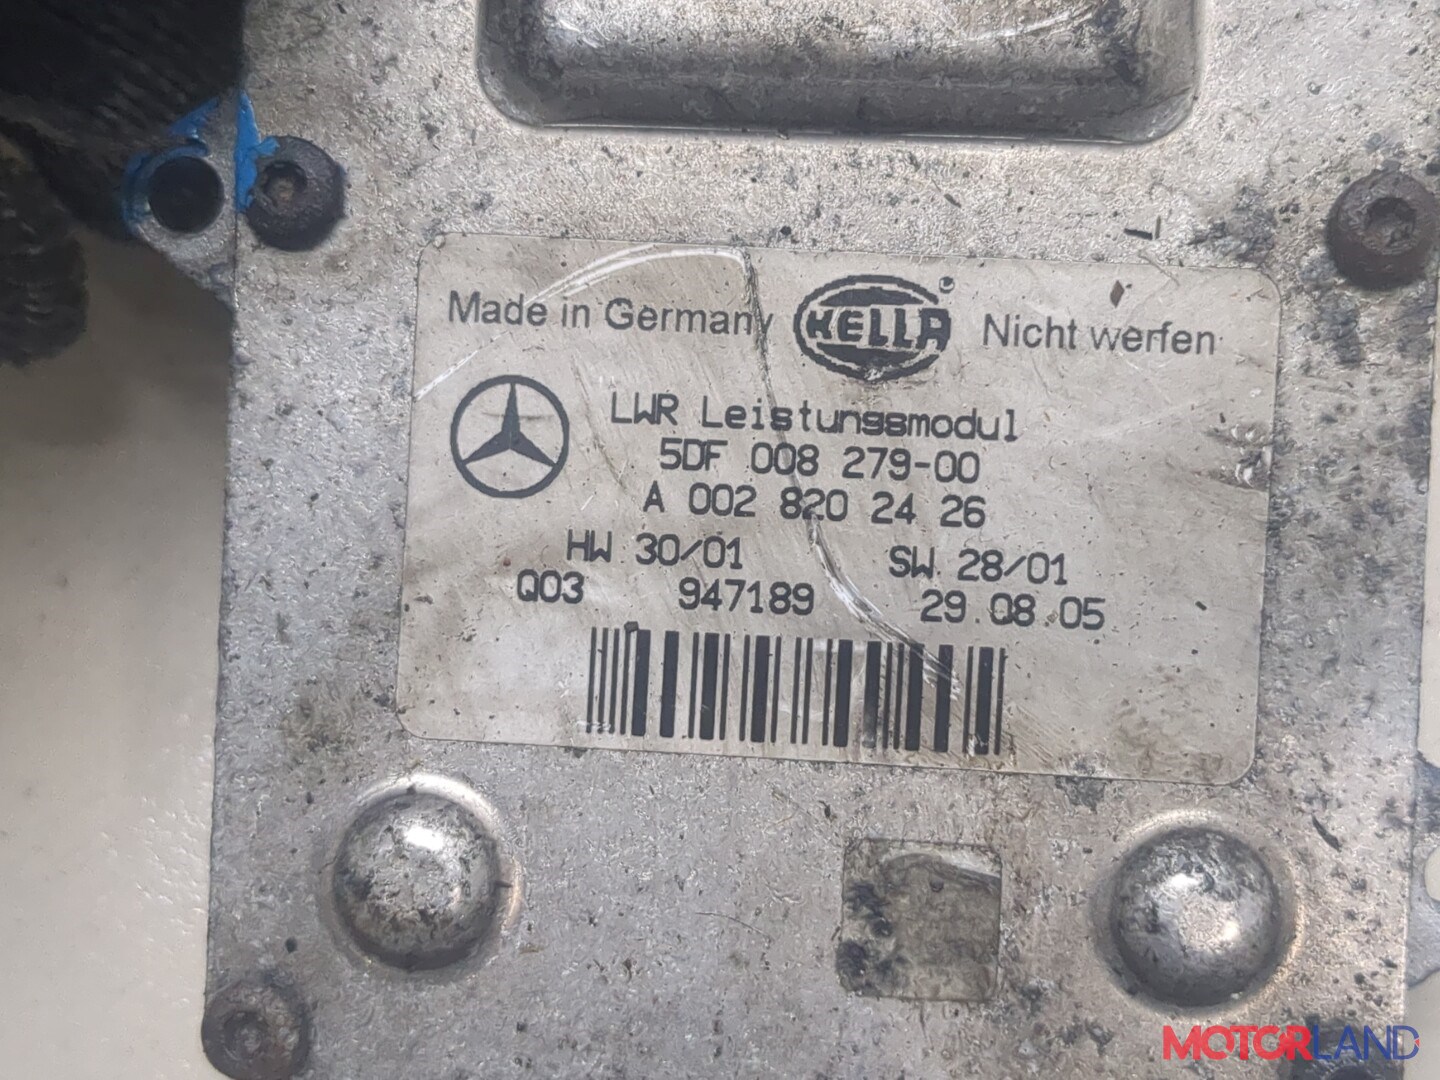 Made in Germany HELLA Nicht werfen
LWR Leistungsmodul
5DF 008 279-00
A 002 820 24 26
HW 30/01 SW 28/01
Q03 947189 29.08.05
MOTORLAND